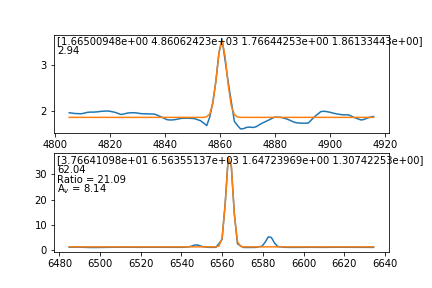 [1.66500948e+00 4.86062423e+03 1.76644253e+00 1.86133443e+00]
2.94
3
2
4800 4820 4840 4860 4880 4900 4920
[3.76641098e+01 6.56355137e+03 1.64723969e+00 1.30742253e+00]
62.04
Ratio = 21.09
Aν = 8.14
30
20
10
0
6480 6500 6520 6540 6560 6580 6600 6620 6640